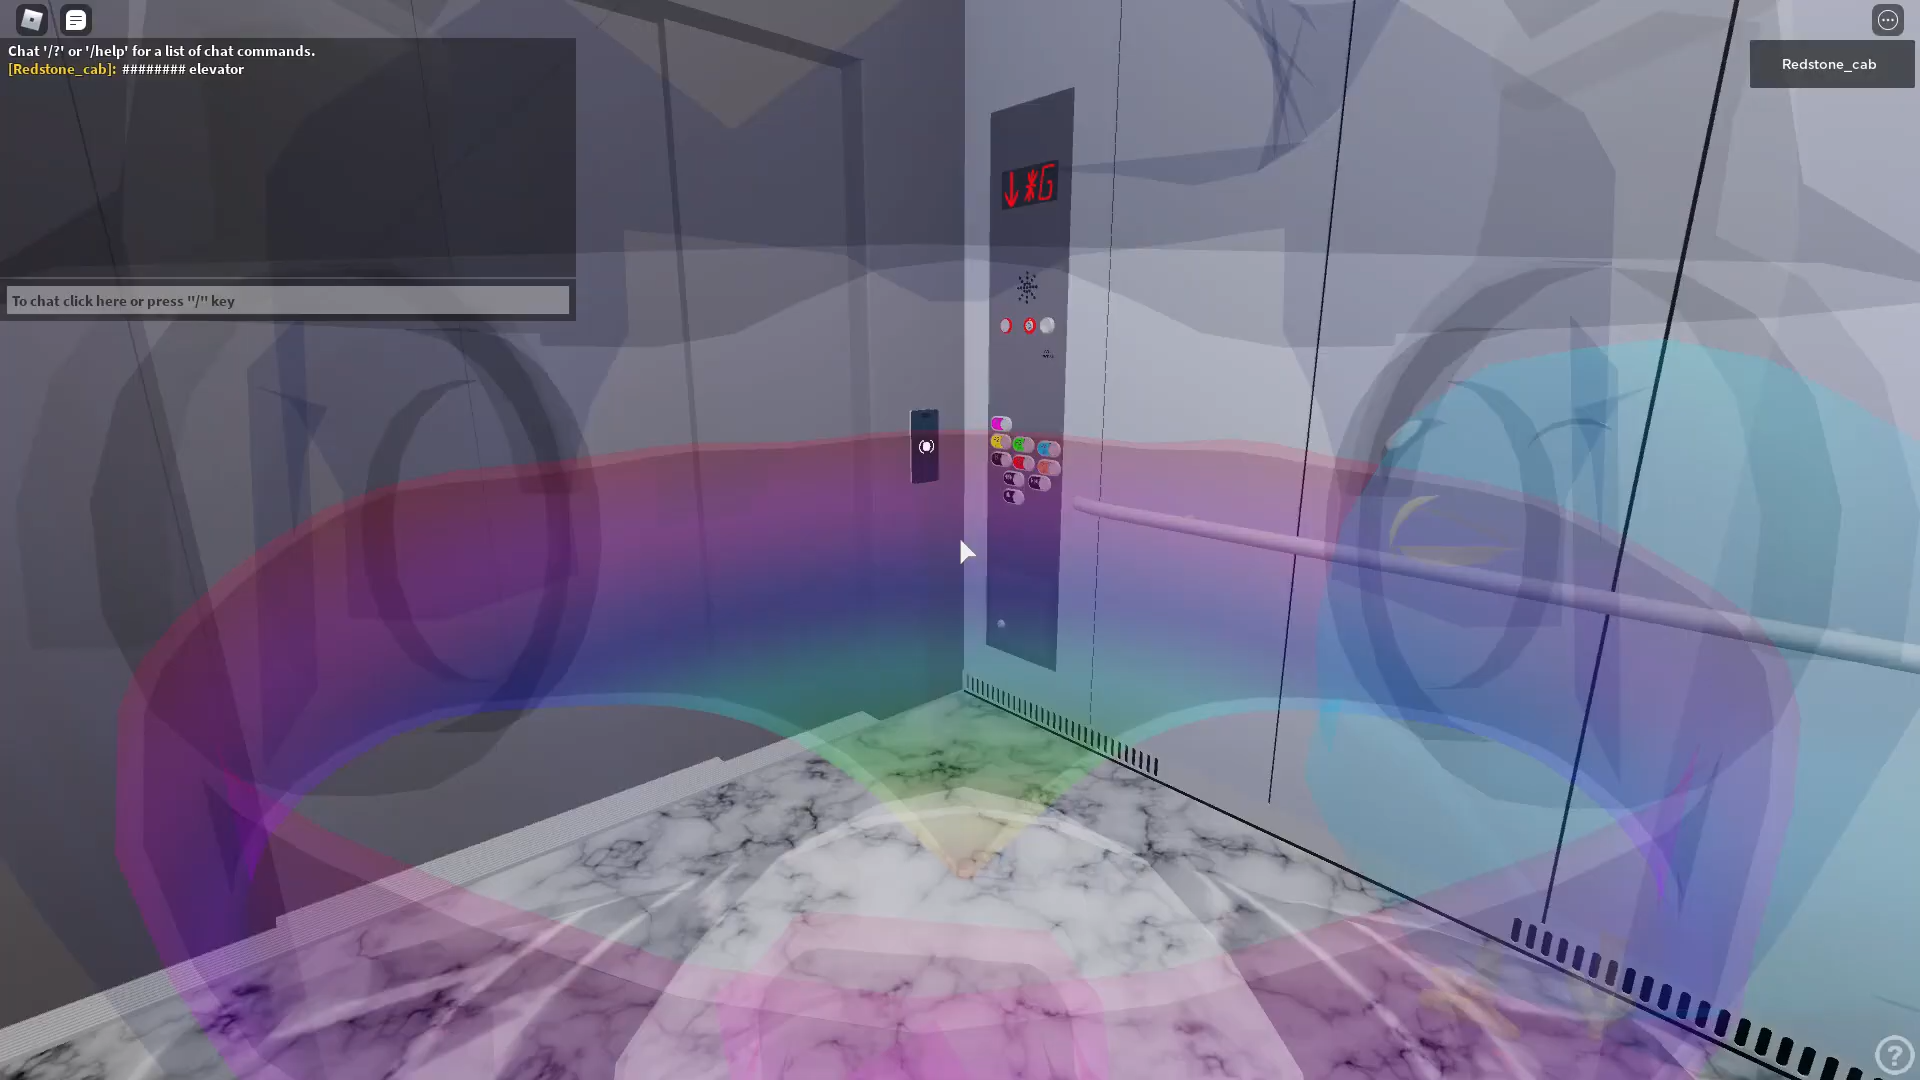 Chat '/?' or '/help' for a list of chat commands.
[Redstone_cab]: ######## elevator
To chat click here or press "/" key
Redstone_cab
↓*G
?